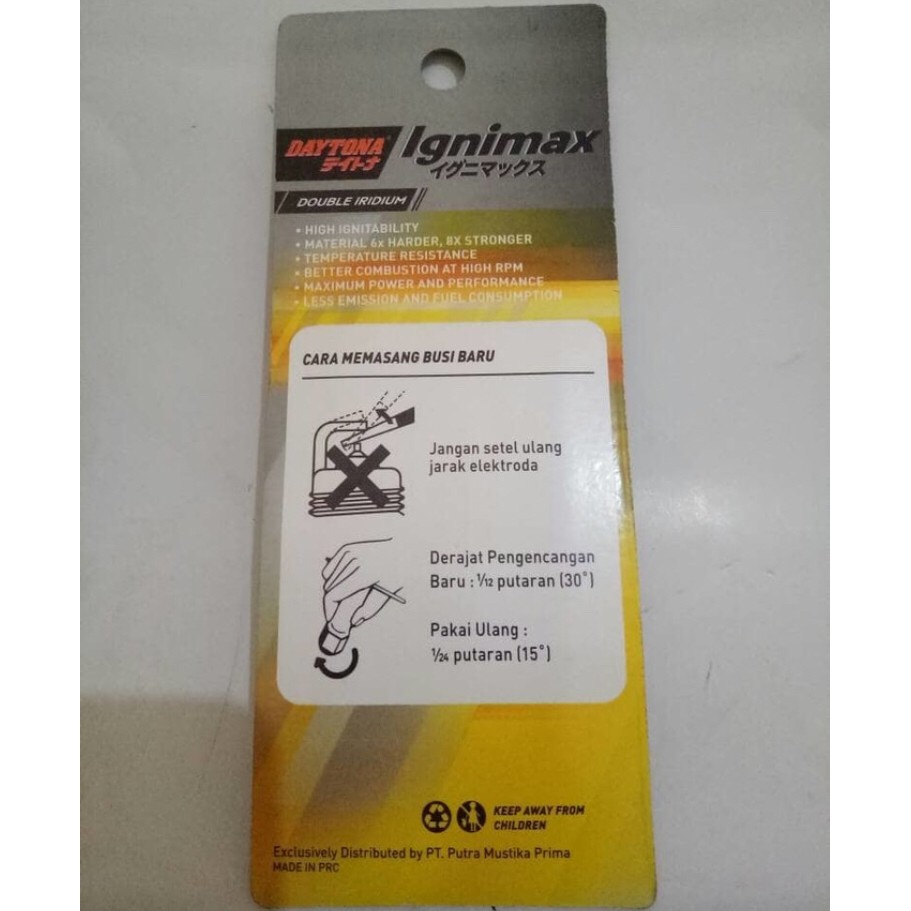 DAYTONA
デイトナ
Ignimax
イグニマックス
DOUBLE IRIDIUM
• HIGH IGNITABILITY
• MATERIAL 6x HARDER, 8X STRONGER
• TEMPERATURE RESISTANCE
• BETTER COMBUSTION AT HIGH RPM
• MAXIMUM POWER AND PERFORMANCE
• LESS EMISSION AND FUEL CONSUMPTION
CARA MEMASANG BUSI BARU
Jangan setel ulang
jarak elektroda
Derajat Pengencangan
Baru : 1/12 putaran (30°)
Pakai Ulang :
1/24 putaran (15°)
KEEP AWAY FROM
CHILDREN
Exclusively Distributed by PT. Putra Mustika Prima
MADE IN PRC